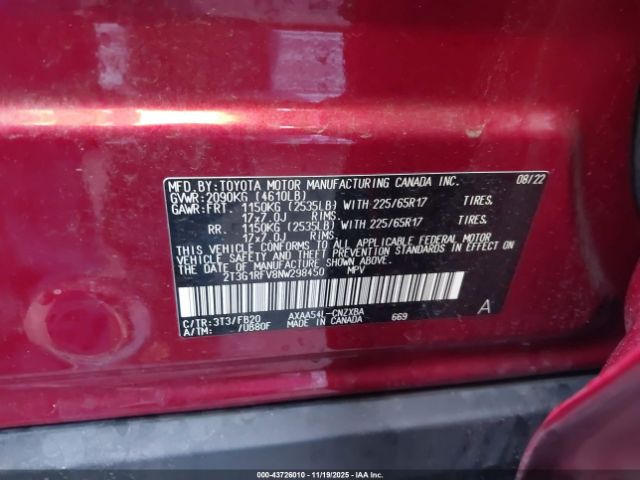 MFD.BY:TOYOTA MOTOR MANUFACTURING CANADA INC. 08/22
GVWR:2090KG (4610LB)
GAWR:FRT. 1150KG (2535LB) WITH 225/65R17 TIRES,
17x7.0J RIMS,
RR. 1150KG (2535LB) WITH 225/65R17 TIRES,
17x7.0J RIMS,
THIS VEHICLE CONFORMS TO ALL APPLICABLE FEDERAL MOTOR
VEHICLE SAFETY AND THEFT PREVENTION STANDARDS IN EFFECT
ON THE DATE OF MANUFACTURE SHOWN ABOVE.
2T3G1RFV8NW298450 MPV
C/TR:3T3/FB20 AXAA54L-CNZXBA 669 A
A/TM: /UB80F MADE IN CANADA
© 000-43726010 | 11/19/2025 - IAAI.COM ©